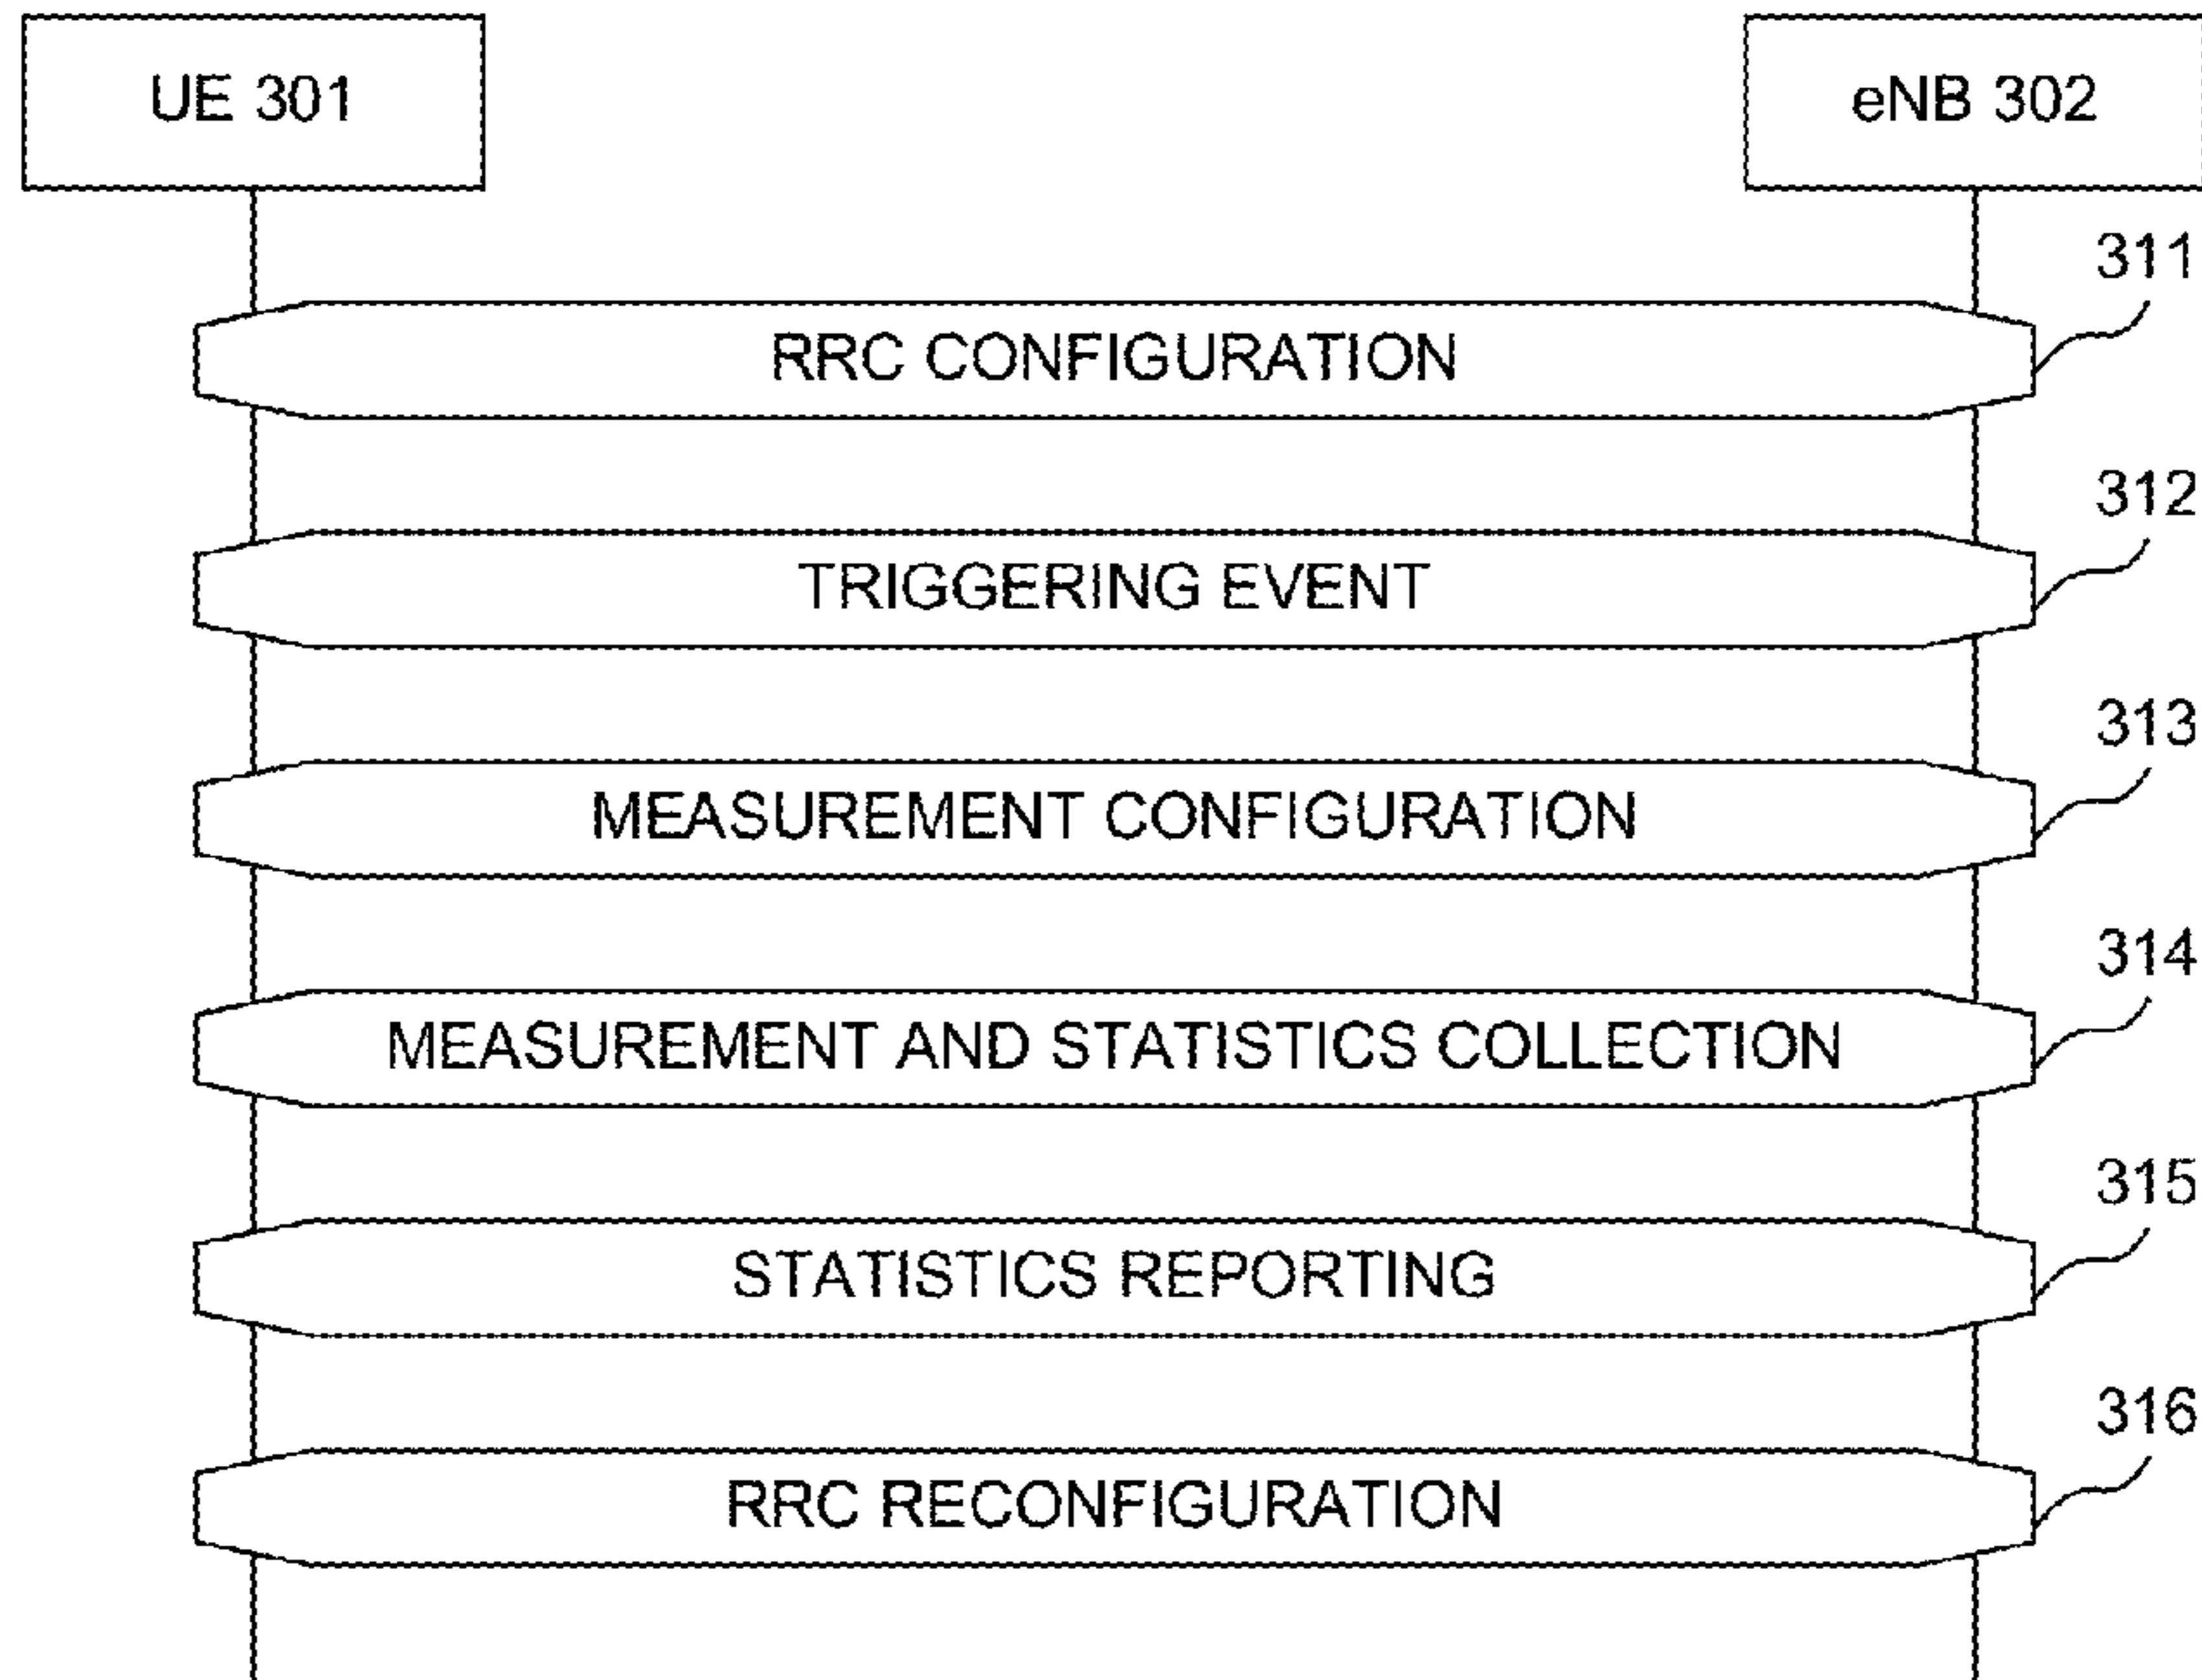 UE 301
eNB 302
311
RRC CONFIGURATION
312
TRIGGERING EVENT
313
MEASUREMENT CONFIGURATION
314
MEASUREMENT AND STATISTICS COLLECTION
315
STATISTICS REPORTING
316
RRC RECONFIGURATION